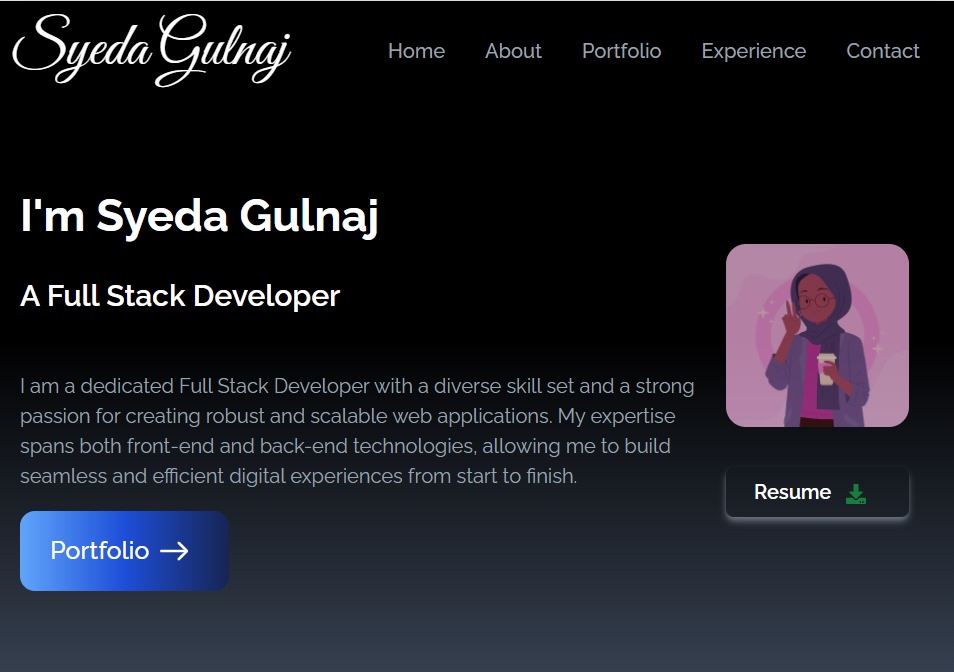 Syeda Gulnaj
Home About Portfolio Experience Contact
I'm Syeda Gulnaj
A Full Stack Developer
I am a dedicated Full Stack Developer with a diverse skill set and a strong
passion for creating robust and scalable web applications. My expertise
spans both front-end and back-end technologies, allowing me to build
seamless and efficient digital experiences from start to finish.
Portfolio →
Resume